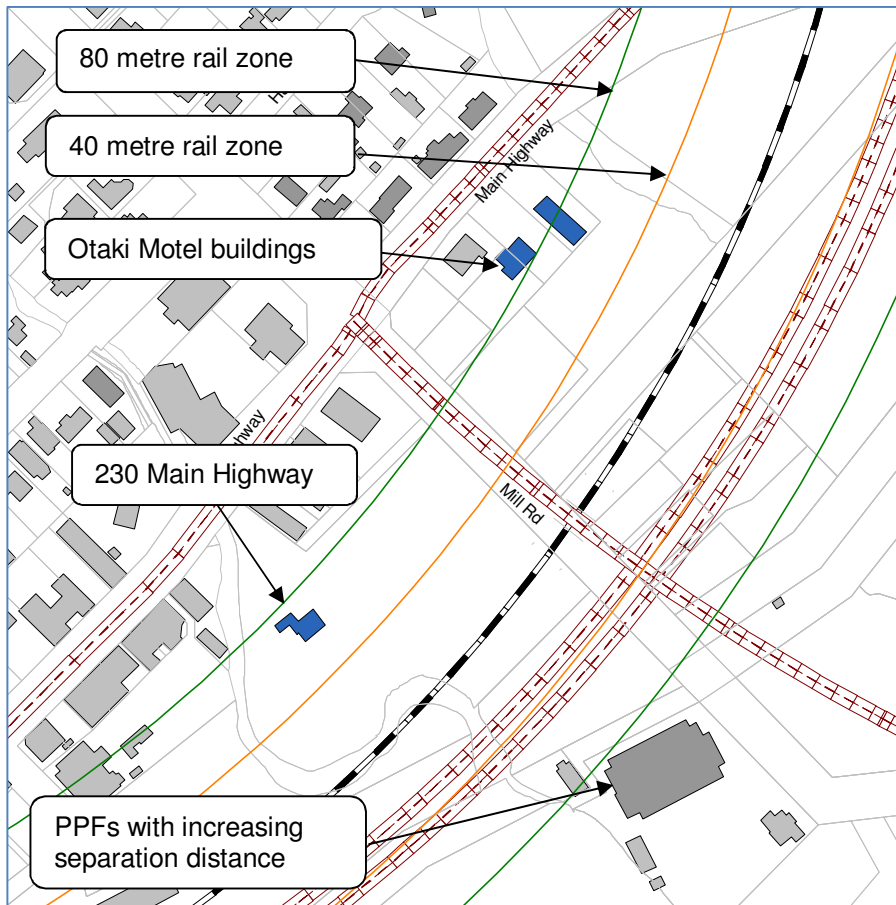 80 metre rail zone
40 metre rail zone
Main Highway
Otaki Motel buildings
230 Main Highway
Mill Rd
PPFs with increasing
separation distance